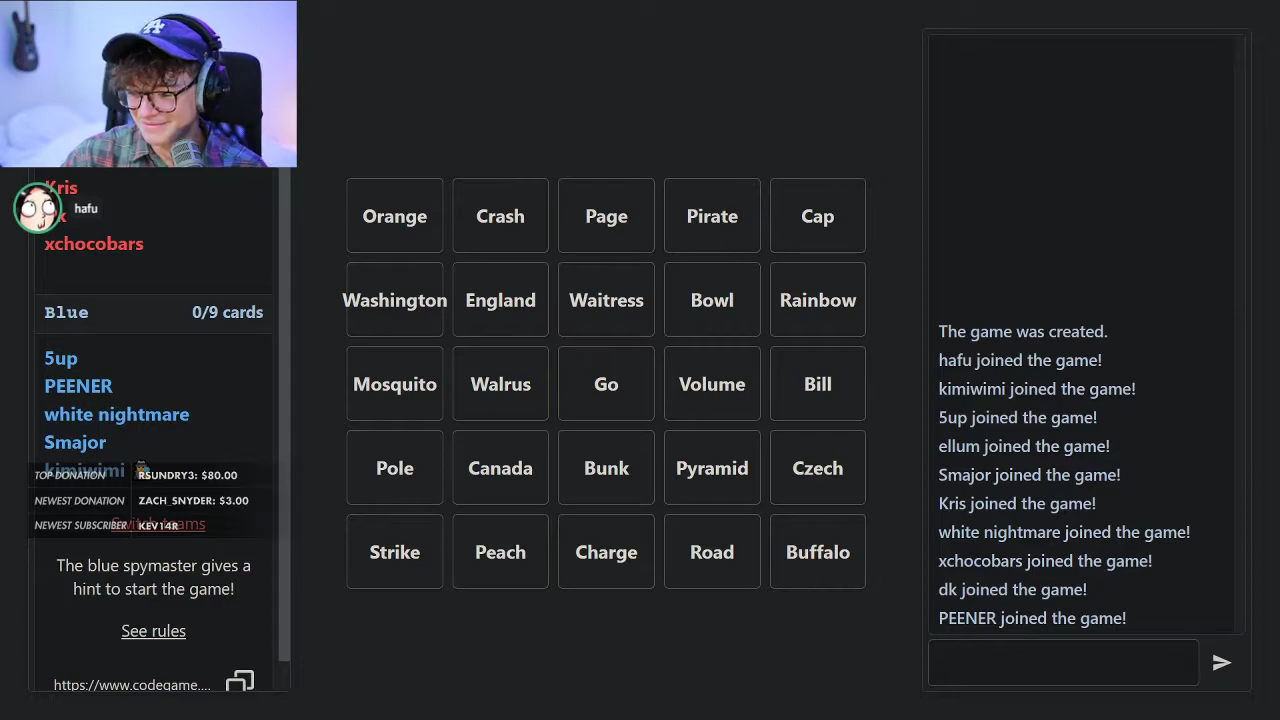 Kris
hafu
xchocobars
Blue 0/9 cards
5up
PEENER
white nightmare
Smajor
kimiwimi
TOP DONATION RSUNDRY3: $80.00
NEWEST DONATION ZACH_SNYDER: $3.00
Switch teams
NEWEST SUBSCRIBER KEV14R
The blue spymaster gives a
hint to start the game!
See rules
https://www.codegame....
Orange Crash Page Pirate Cap
Washington England Waitress Bowl Rainbow
Mosquito Walrus Go Volume Bill
Pole Canada Bunk Pyramid Czech
Strike Peach Charge Road Buffalo
The game was created.
hafu joined the game!
kimiwimi joined the game!
5up joined the game!
ellum joined the game!
Smajor joined the game!
Kris joined the game!
white nightmare joined the game!
xchocobars joined the game!
dk joined the game!
PEENER joined the game!